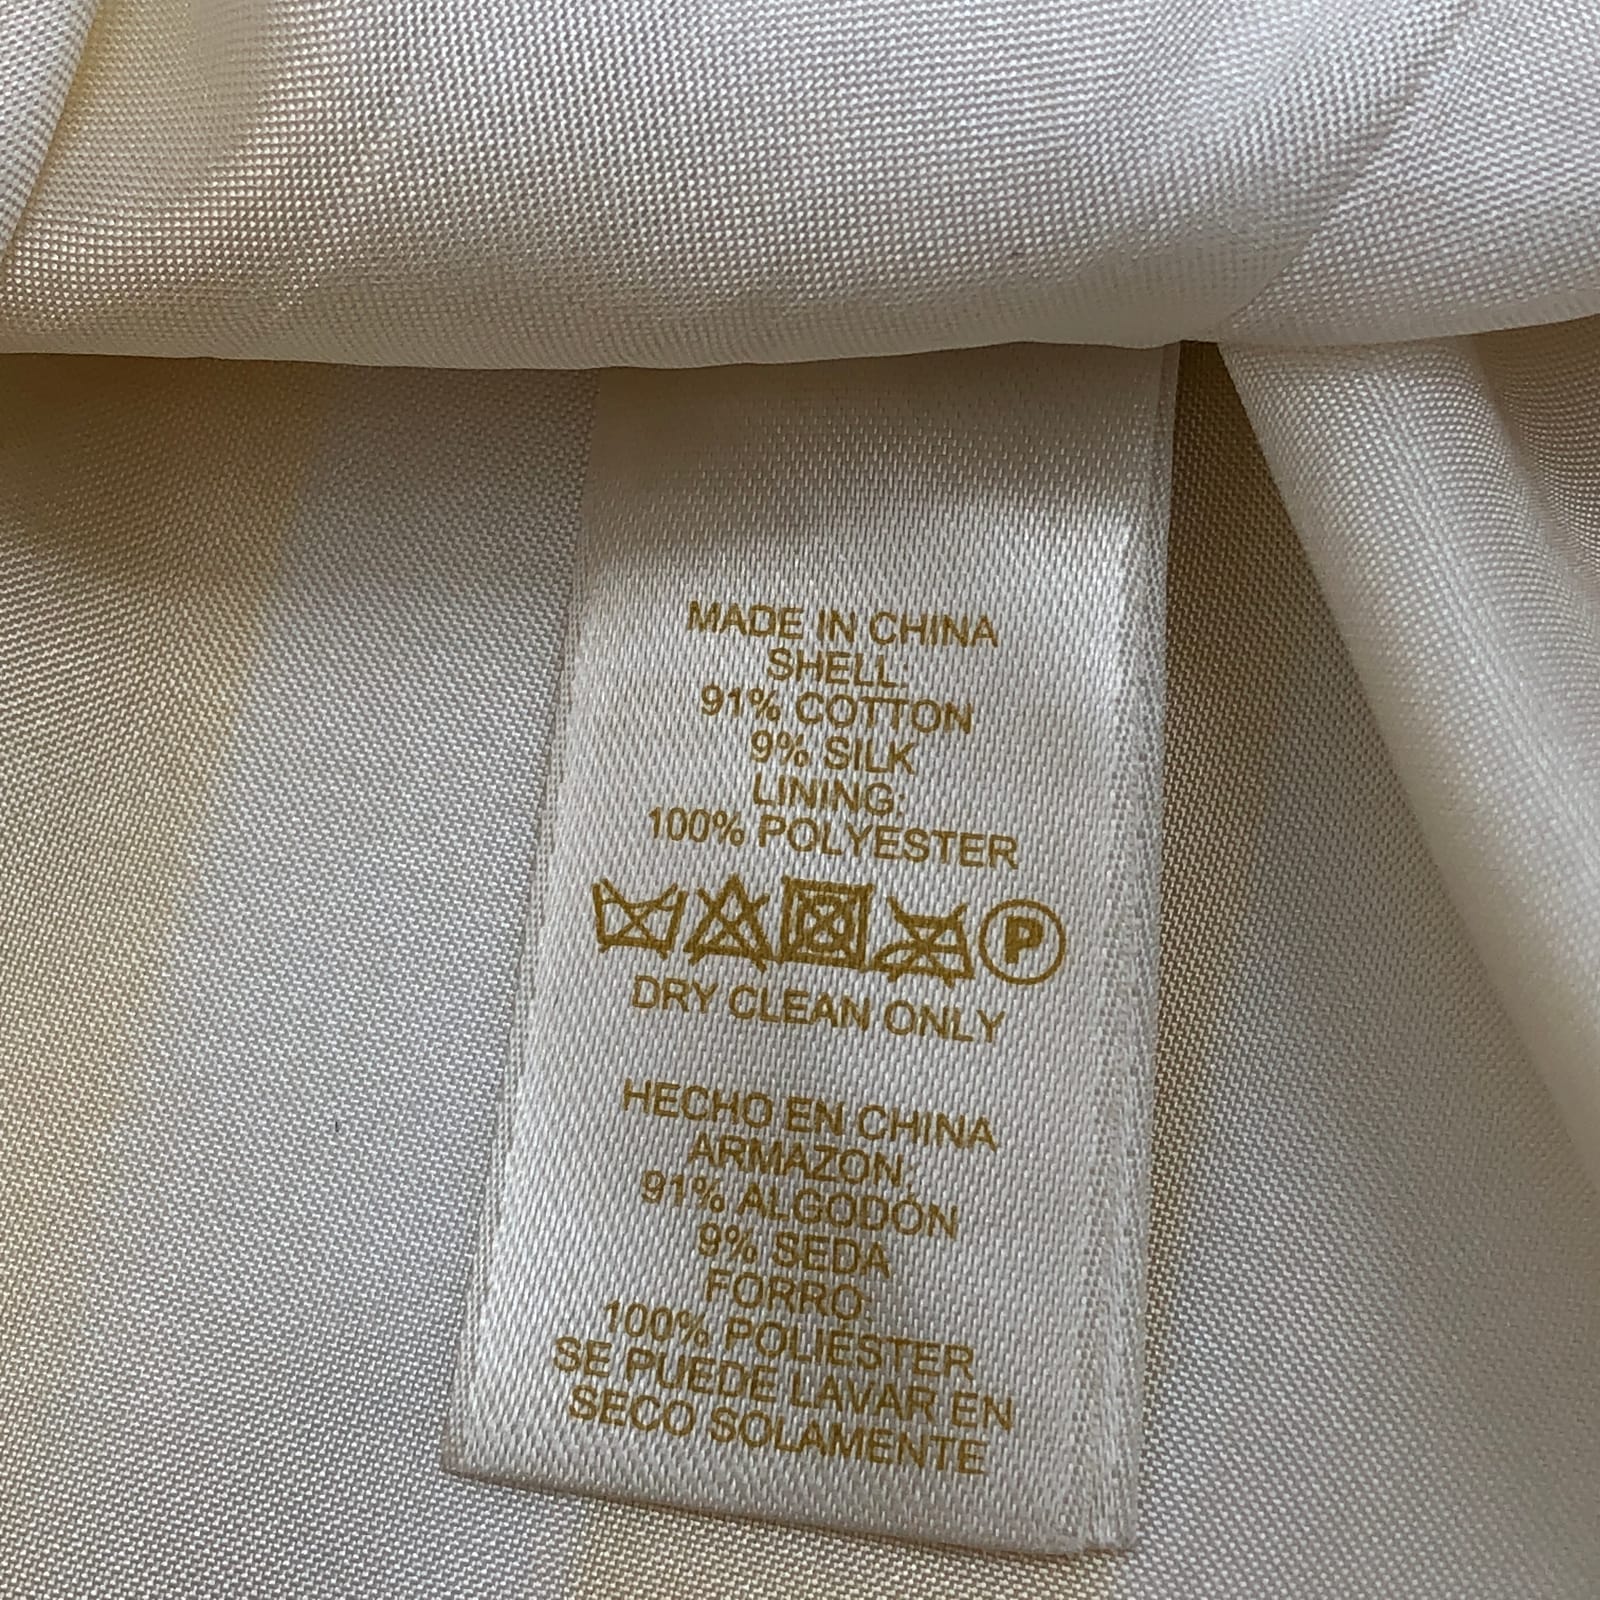 MADE IN CHINA
SHELL:
91% COTTON
9% SILK
LINING:
100% POLYESTER
P
DRY CLEAN ONLY
HECHO EN CHINA
ARMAZON:
91% ALGODÓN
9% SEDA
FORRO:
100% POLIÉSTER
SE PUEDE LAVAR EN
SECO SOLAMENTE